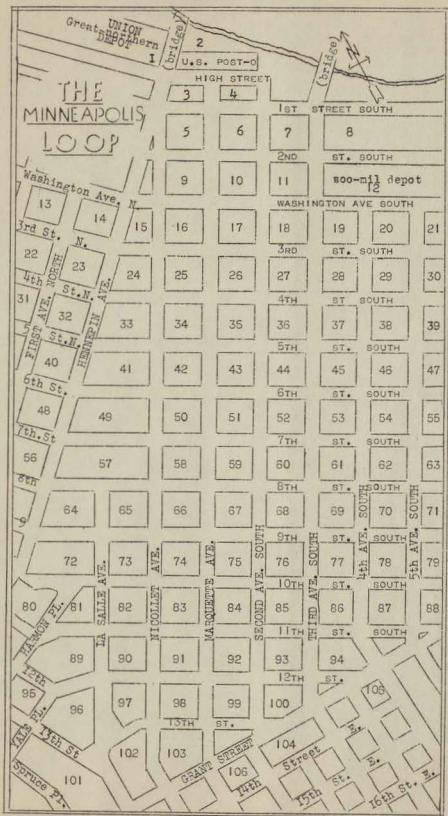 UNION
Great northern
DEPOT
1
(bridge)
2
U.S. POST-O
(bridge)
N
HIGH STREET
THE
MINNEAPOLIS
LOOP
3 4
1ST STREET SOUTH
5 6 7 8
2ND ST. SOUTH
9 10 11 soo-mil depot
12
Washington Ave. N.
WASHINGTON AVE SOUTH
13 14 15 16 17 18 19 20 21
3rd St. N.
3RD ST. SOUTH
22 23 24 25 26 27 28 29 30
4th St.N.
4TH ST SOUTH
31 32 33 34 35 36 37 38 39
5 St.N.
5TH ST. SOUTH
FIRST AVE. NORTH
HENNEPIN AVE.
40 41 42 43 44 45 46 47
6th St.
6TH ST. SOUTH
48 49 50 51 52 53 54 55
7th.St
7TH ST. SOUTH
56 57 58 59 60 61 62 63
8th
8TH ST. SOUTH
64 65 66 67 68 69 70 71
9
9TH ST. SOUTH
72 73 74 75 76 77 78 79
10TH ST. SOUTH
LA SALLE AVE.
NICOLLET AVE.
MARQUETTE AVE.
SECOND AVE. SOUTH
THIRD AVE. SOUTH
4th AVE. SOUTH
5th AVE. SOUTH
80 81 82 83 84 85 86 87 88
HARMON PL.
11TH ST. SOUTH
12th
89 90 91 92 93 94
12TH ST.
95 96 97 98 99 100 105
YALE PL.
13th St
13TH ST.
101 102 103 104
Spruce Pl.
GRANT STREET
106
14th Street E.
15th St. E.
16th St. E.